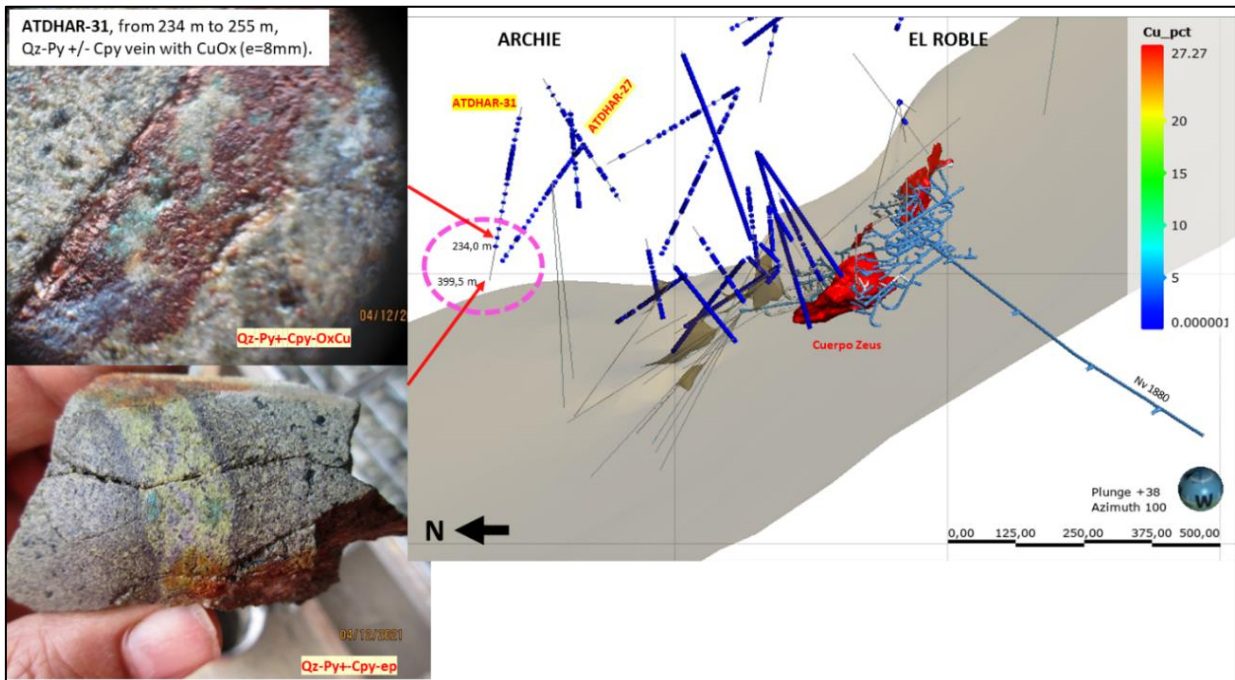 ATDHAR-31, from 234 m to 255 m,
Qz-Py +/- Cpy vein with CuOx (e=8mm).
04/12/2
Qz-Py+-Cpy-OxCu
04/12/2021
Qz-Py+-Cpy-ep
ARCHIE
EL ROBLE
ATDHAR-31
ATDHAR-27
234,0 m
399,5 m
Cuerpo Zeus
Nv 1880
N
Cu_pct
27.27
20
15
10
5
0.000001
Plunge +38
Azimuth 100
W
0,00 125,00 250,00 375,00 500,00